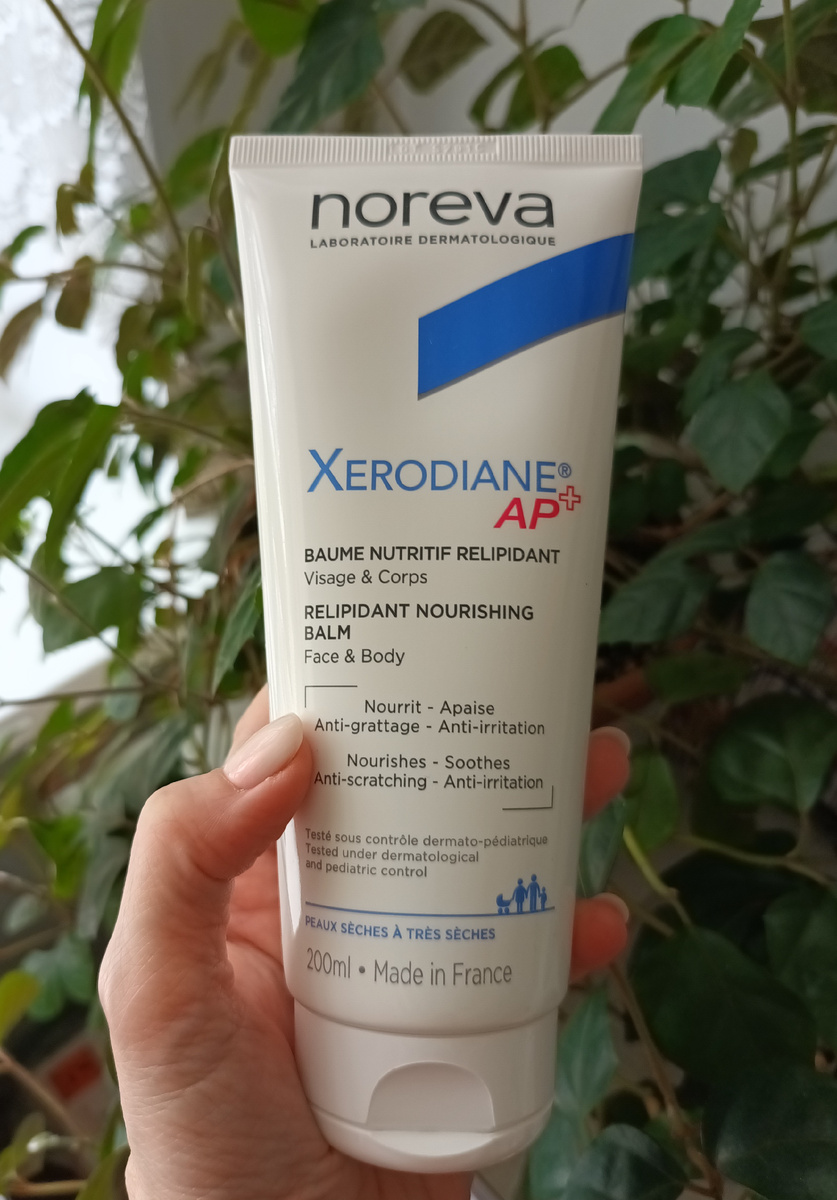 noreva
LABORATOIRE DERMATOLOGIQUE
XERODIANE®
AP+
BAUME NUTRITIF RELIPIDANT
Visage & Corps
RELIPIDANT NOURISHING
BALM
Face & Body
Nourrit - Apaise
Anti-grattage - Anti-irritation
Nourishes - Soothes
Anti-scratching - Anti-irritation
Testé sous contrôle dermato-pédiatrique
Tested under dermatological
and pediatric control
PEAUX SÈCHES À TRÈS SÈCHES
200ml • Made in France